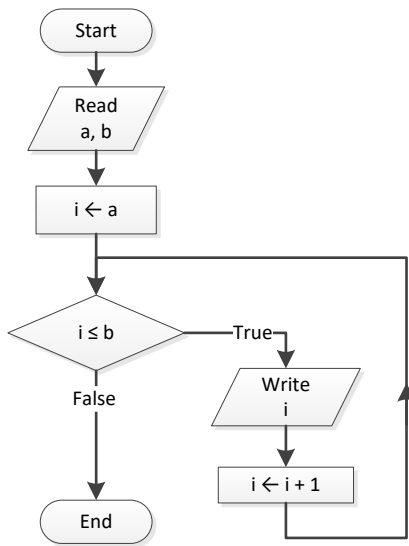 Start
Read
a, b
i ← a
i ≤ b
True
False
Write
i
i ← i + 1
End